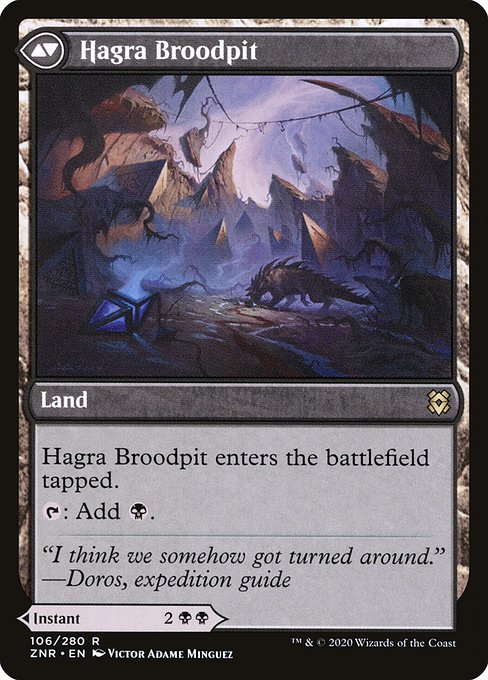 Hagra Broodpit
Land
Hagra Broodpit enters the battlefield
tapped.
: Add .
“I think we somehow got turned around.”
—Doros, expedition guide
Instant 2
106/280 R
ZNR • EN Victor Adame Minguez
™ & © 2020 Wizards of the Coast